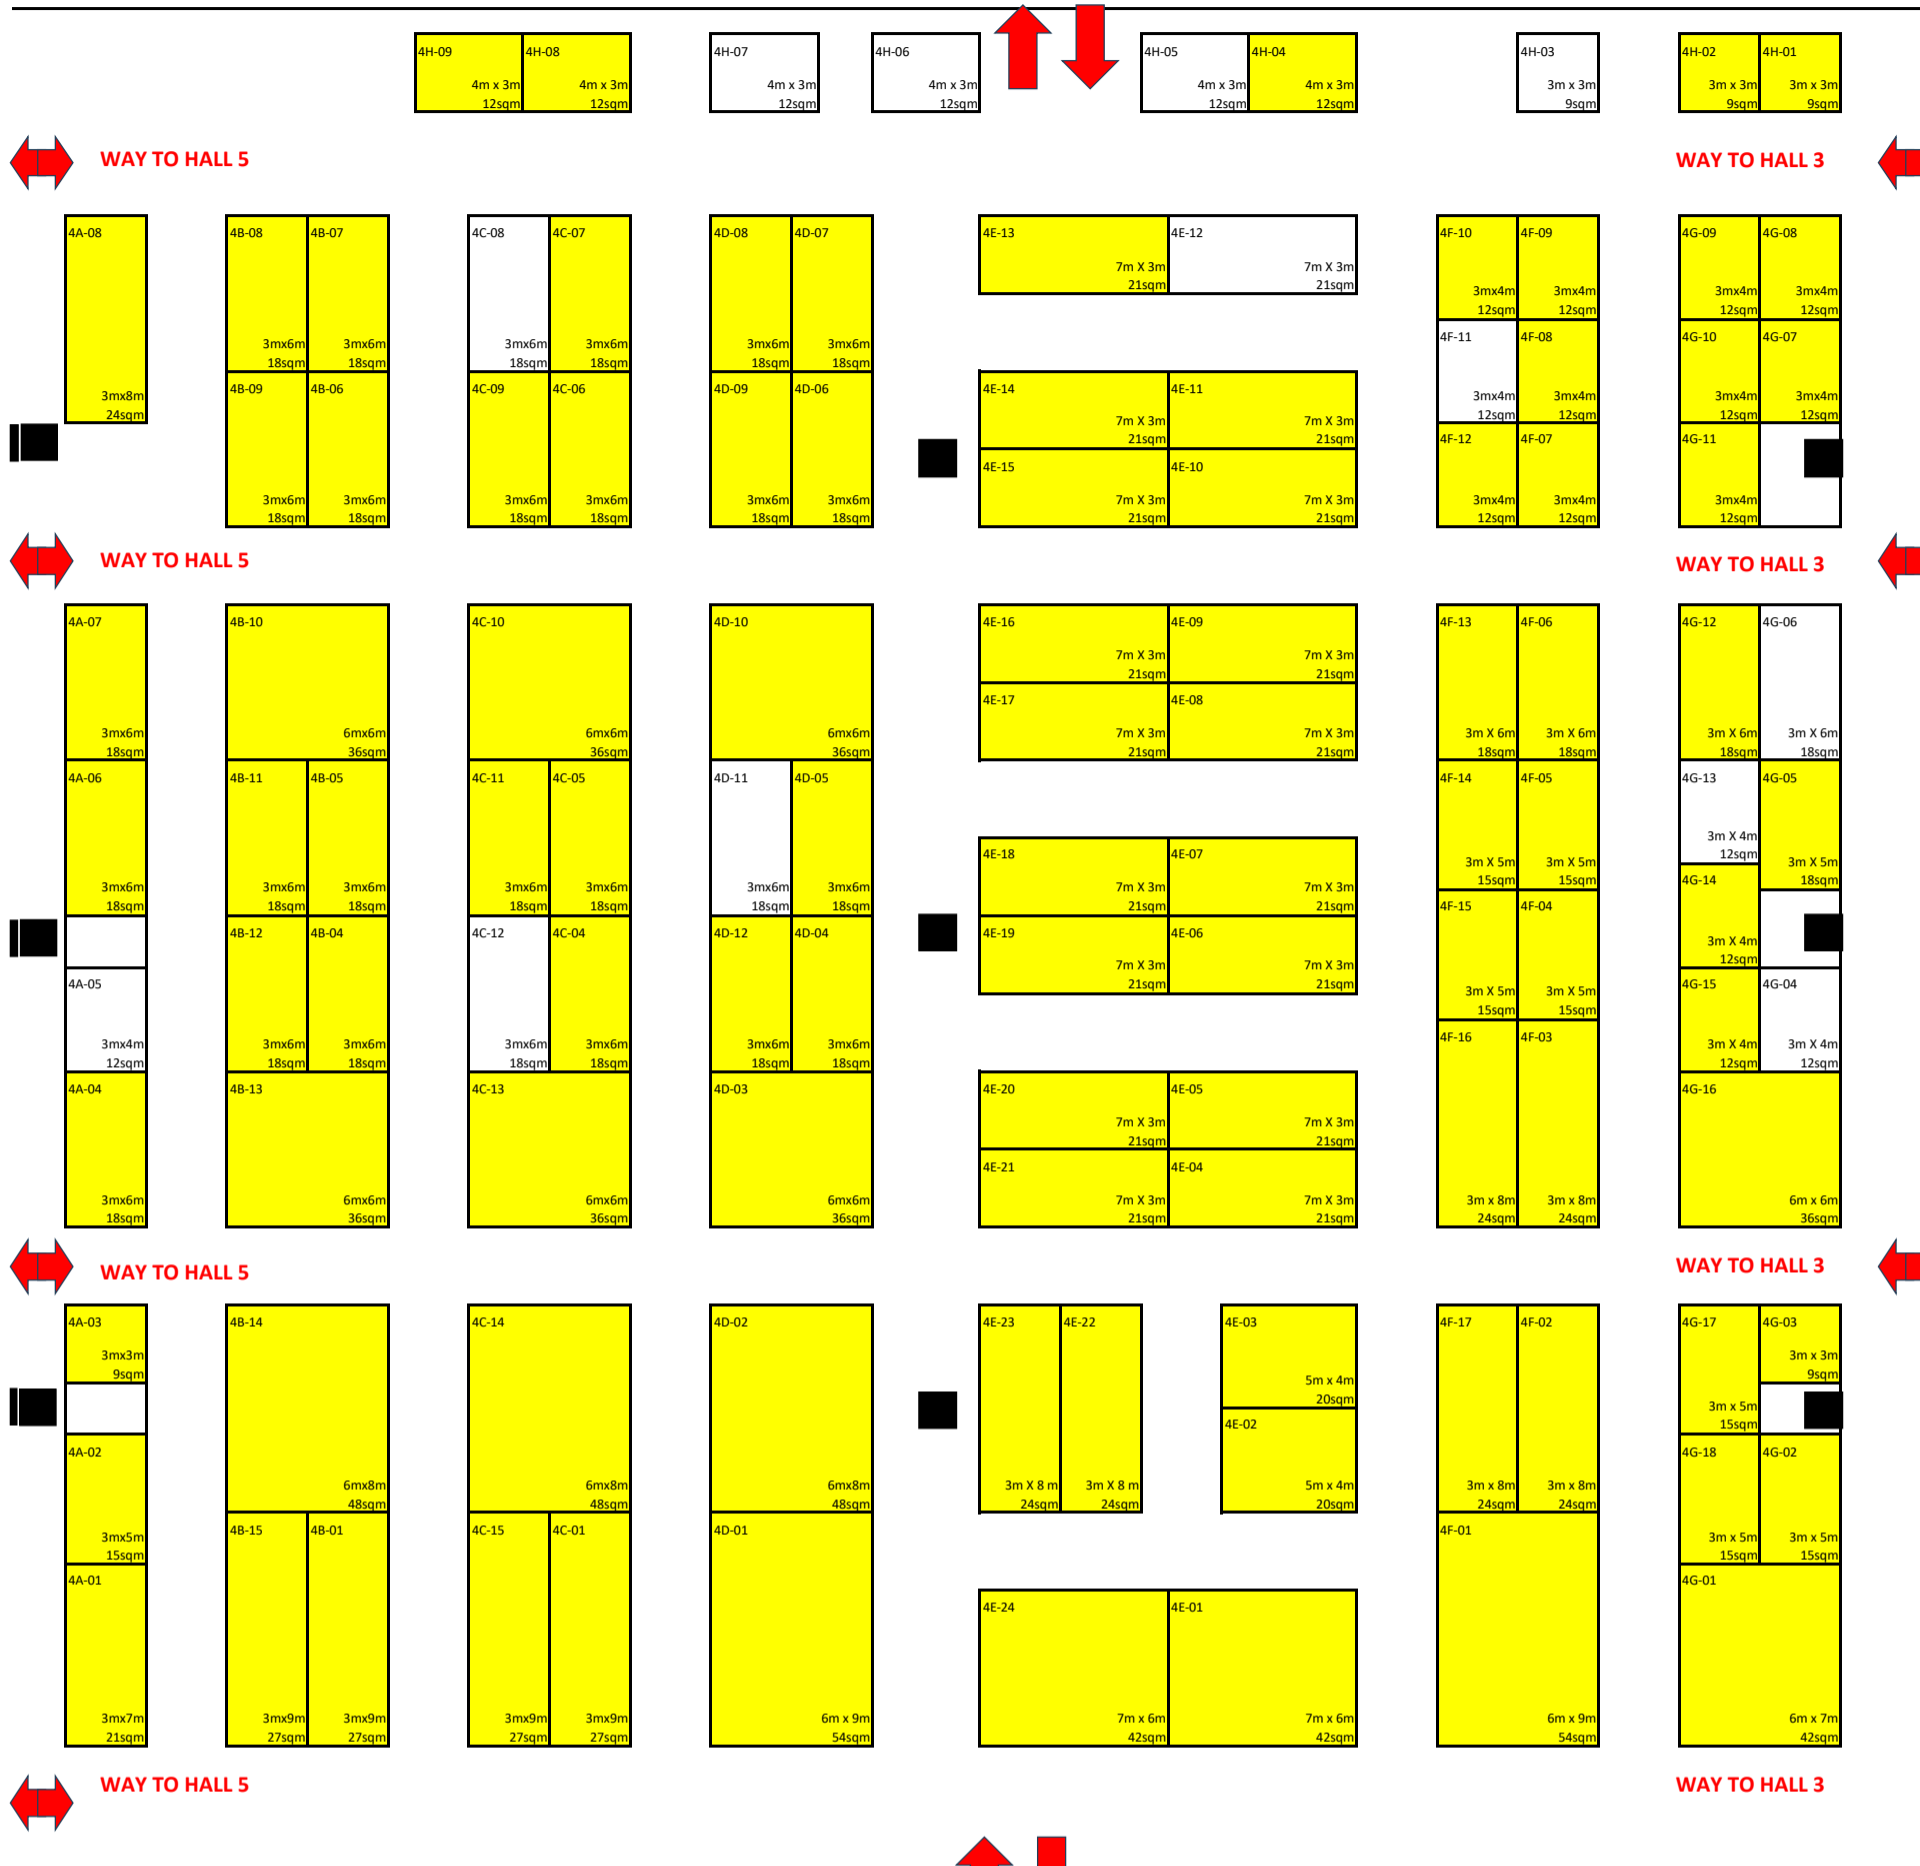 4H-09 4H-08 4H-07 4H-06 4H-05 4H-04 4H-03 4H-02 4H-01
4m x 3m 4m x 3m 4m x 3m 4m x 3m 4m x 3m 4m x 3m 3m x 3m 3m x 3m 3m x 3m
12sqm 12sqm 12sqm 12sqm 12sqm 12sqm 9sqm 9sqm 9sqm
WAY TO HALL 5 WAY TO HALL 3
4A-08 4B-08 4B-07 4C-08 4C-07 4D-08 4D-07 4E-13 4E-12 4F-10 4F-09 4G-09 4G-08
7m X 3m 7m X 3m
21sqm 21sqm
3mx4m 3mx4m 3mx4m 3mx4m
12sqm 12sqm 12sqm 12sqm
4F-11 4F-08 4G-10 4G-07
3mx6m 3mx6m 3mx6m 3mx6m 3mx6m 3mx6m
18sqm 18sqm 18sqm 18sqm 18sqm 18sqm
4B-09 4B-06 4C-09 4C-06 4D-09 4D-06 4E-14 4E-11
3mx8m 3mx4m 3mx4m 3mx4m 3mx4m
24sqm 12sqm 12sqm 12sqm 12sqm
7m X 3m 7m X 3m
21sqm 21sqm
4F-12 4F-07 4G-11
4E-15 4E-10
3mx6m 3mx6m 3mx6m 3mx6m 3mx6m 3mx6m 7m X 3m 7m X 3m 3mx4m 3mx4m 3mx4m
18sqm 18sqm 18sqm 18sqm 18sqm 18sqm 21sqm 21sqm 12sqm 12sqm 12sqm
WAY TO HALL 5 WAY TO HALL 3
4A-07 4B-10 4C-10 4D-10 4E-16 4E-09 4F-13 4F-06 4G-12 4G-06
7m X 3m 7m X 3m
21sqm 21sqm
4E-17 4E-08
3mx6m 6mx6m 6mx6m 6mx6m 7m X 3m 7m X 3m 3m X 6m 3m X 6m 3m X 6m 3m X 6m
18sqm 36sqm 36sqm 36sqm 21sqm 21sqm 18sqm 18sqm 18sqm 18sqm
4A-06 4B-11 4B-05 4C-11 4C-05 4D-11 4D-05 4F-14 4F-05 4G-13 4G-05
3m X 4m
12sqm
4E-18 4E-07
3m X 5m 3m X 5m 3m X 5m
15sqm 15sqm 18sqm
4G-14
3mx6m 3mx6m 3mx6m 3mx6m 3mx6m 3mx6m 3mx6m 7m X 3m 7m X 3m
18sqm 18sqm 18sqm 18sqm 18sqm 18sqm 18sqm 21sqm 21sqm
4F-15 4F-04
4B-12 4B-04 4C-12 4C-04 4D-12 4D-04 4E-19 4E-06
3m X 4m
12sqm
7m X 3m 7m X 3m
21sqm 21sqm
4A-05 4G-15 4G-04
3m X 5m 3m X 5m
15sqm 15sqm
4F-16 4F-03
3mx4m 3mx6m 3mx6m 3mx6m 3mx6m 3mx6m 3mx6m 3m X 4m 3m X 4m
12sqm 18sqm 18sqm 18sqm 18sqm 18sqm 18sqm 12sqm 12sqm
4A-04 4B-13 4C-13 4D-03 4E-20 4E-05 4G-16
7m X 3m 7m X 3m
21sqm 21sqm
4E-21 4E-04
3mx6m 6mx6m 6mx6m 6mx6m 7m X 3m 7m X 3m 3m x 8m 3m x 8m 6m x 6m
18sqm 36sqm 36sqm 36sqm 21sqm 21sqm 24sqm 24sqm 36sqm
WAY TO HALL 5 WAY TO HALL 3
4A-03 4B-14 4C-14 4D-02 4E-23 4E-22 4E-03 4F-17 4F-02 4G-17 4G-03
3mx3m 3m x 3m
9sqm 9sqm
5m x 4m
20sqm
3m x 5m
15sqm
4E-02
4A-02 4G-18 4G-02
6mx8m 6mx8m 6mx8m 3m X 8 m 3m X 8 m 5m x 4m 3m x 8m 3m x 8m
48sqm 48sqm 48sqm 24sqm 24sqm 20sqm 24sqm 24sqm
4B-15 4B-01 4C-15 4C-01 4D-01 4F-01
3mx5m 3m x 5m 3m x 5m
15sqm 15sqm 15sqm
4A-01 4G-01
4E-24 4E-01
3mx7m 3mx9m 3mx9m 3mx9m 3mx9m 6m x 9m 7m x 6m 7m x 6m 6m x 9m 6m x 7m
21sqm 27sqm 27sqm 27sqm 27sqm 54sqm 42sqm 42sqm 54sqm 42sqm
WAY TO HALL 5 WAY TO HALL 3